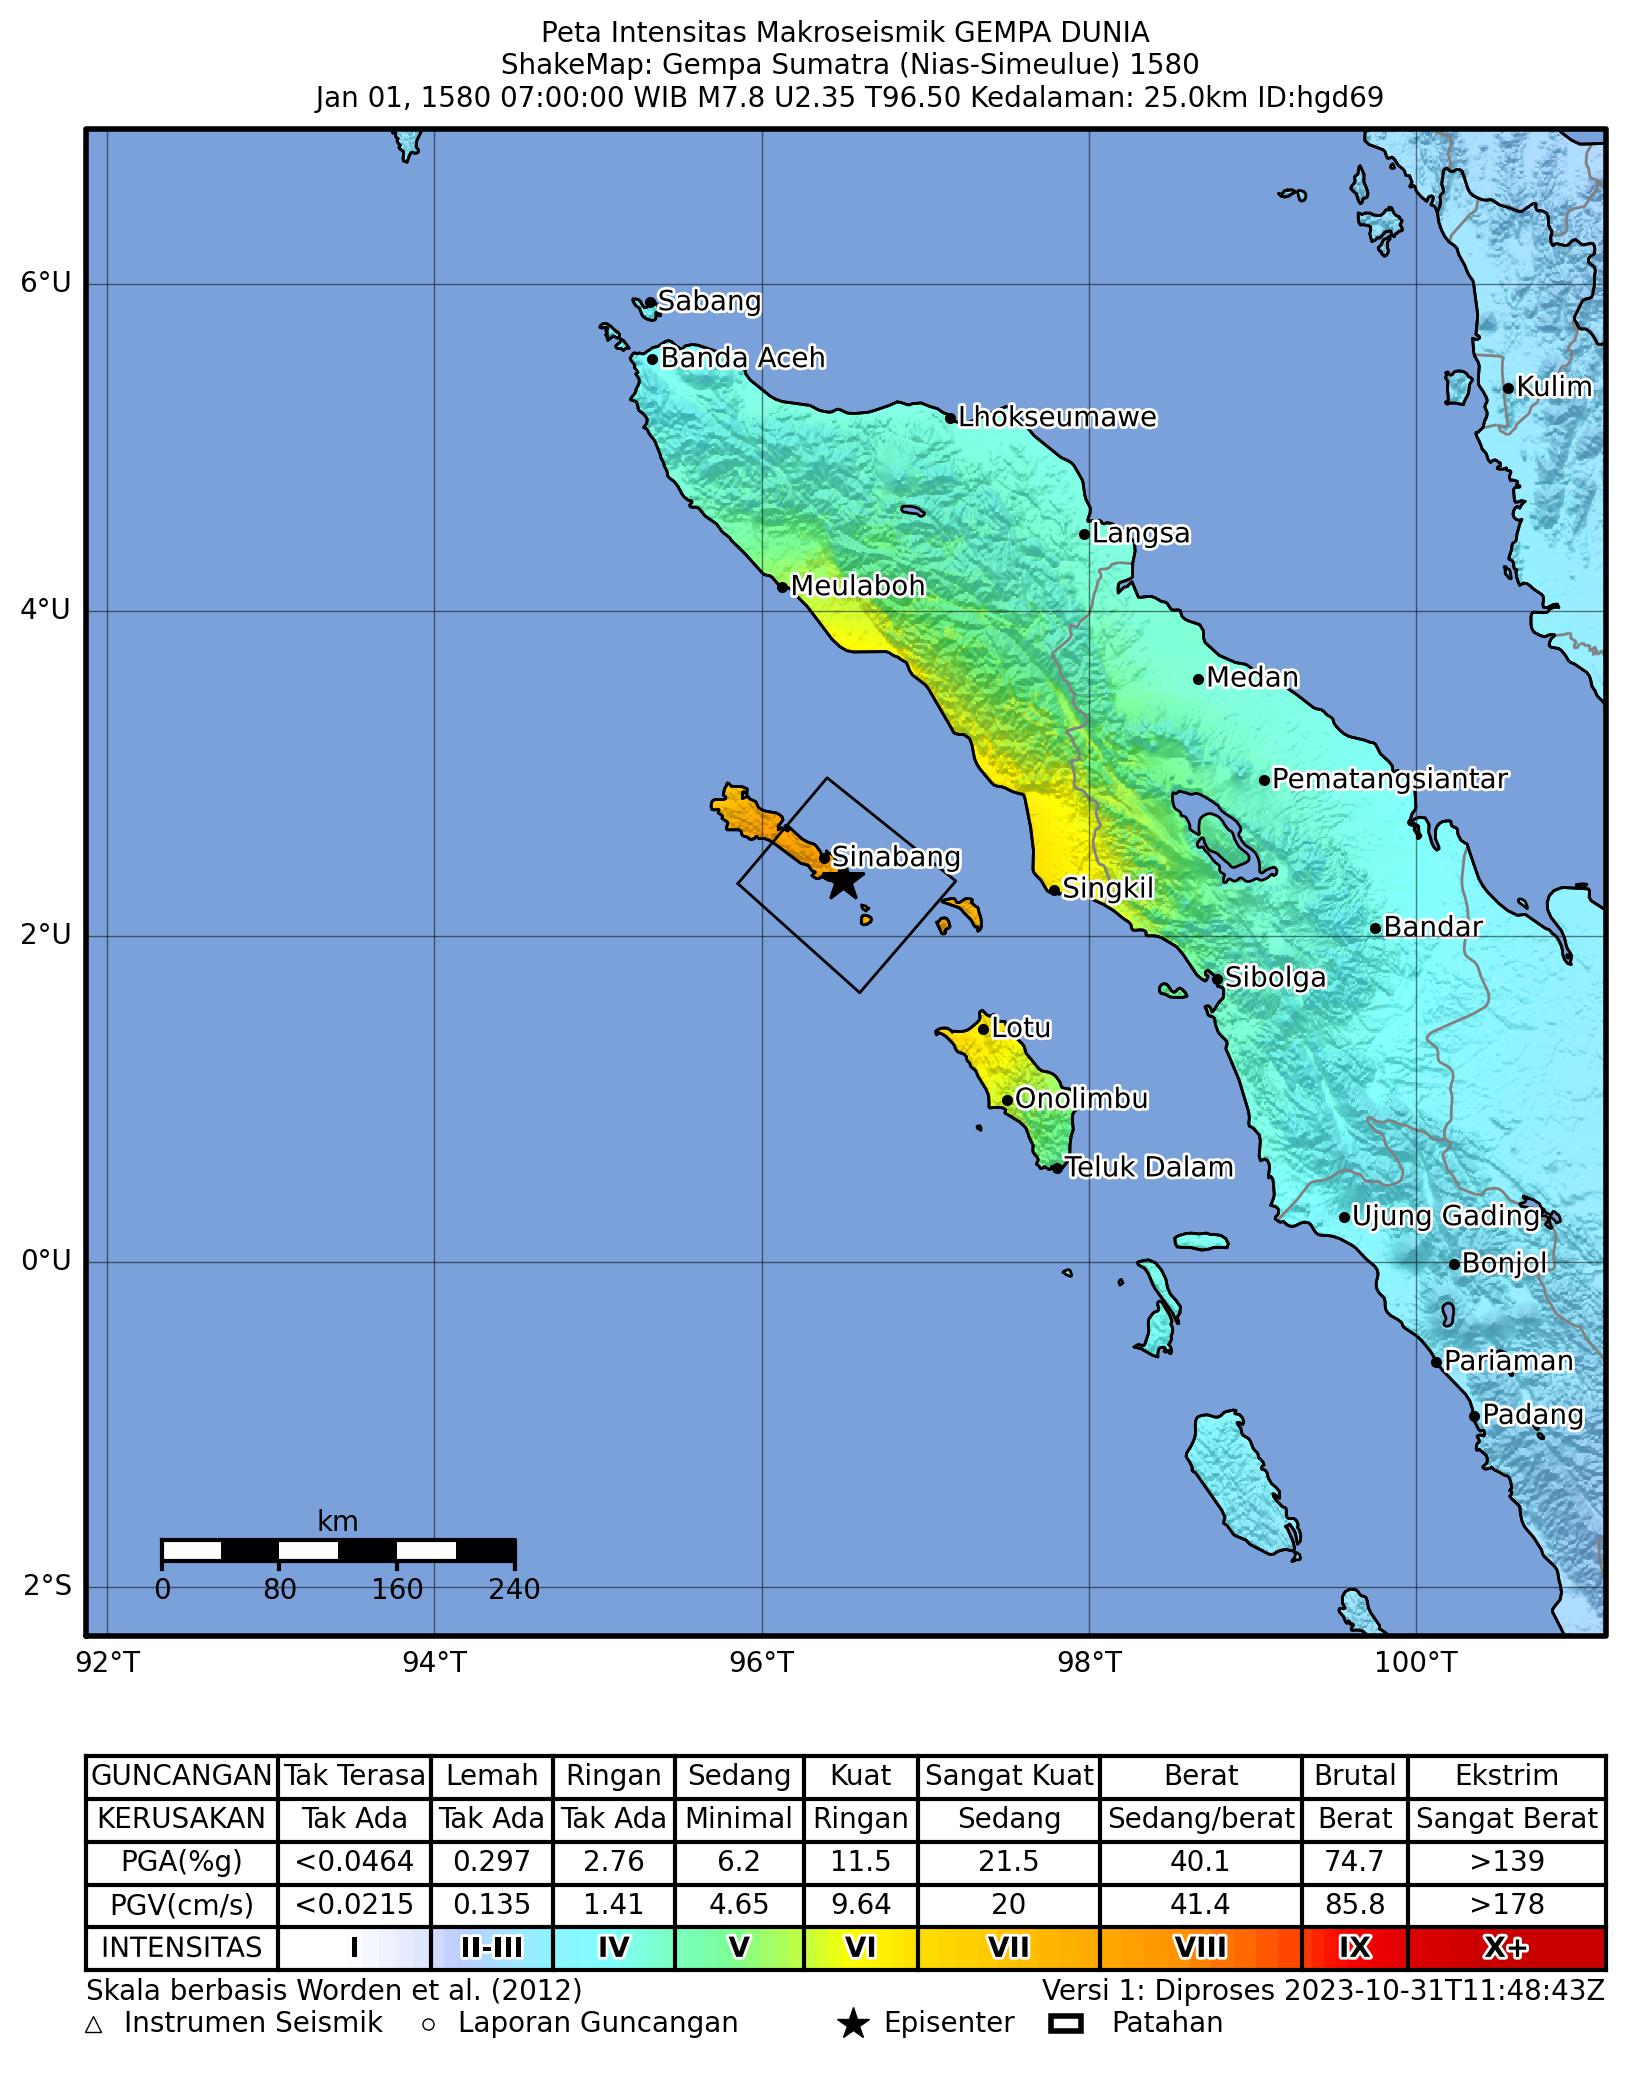 Peta Intensitas Makroseismik GEMPA DUNIA
ShakeMap: Gempa Sumatra (Nias-Simeulue) 1580
Jan 01, 1580 07:00:00 WIB M7.8 U2.35 T96.50 Kedalaman: 25.0km ID:hgd69
6°U
Sabang
Banda Aceh
Kulim
Lhokseumawe
Langsa
Meulaboh
4°U
Medan
Pematangsiantar
Sinabang
Singkil
Bandar
2°U
Sibolga
Lotu
Onolimbu
Teluk Dalam
Ujung Gading
0°U
Bonjol
Pariaman
Padang
km
0 80 160 240
2°S
92°T 94°T 96°T 98°T 100°T
GUNCANGAN Tak Terasa Lemah Ringan Sedang Kuat Sangat Kuat Berat Brutal Ekstrim
KERUSAKAN Tak Ada Tak Ada Tak Ada Minimal Ringan Sedang Sedang/berat Berat Sangat Berat
PGA(%g) <0.0464 0.297 2.76 6.2 11.5 21.5 40.1 74.7 >139
PGV(cm/s) <0.0215 0.135 1.41 4.65 9.64 20 41.4 85.8 >178
INTENSITAS I II-III IV V VI VII VIII IX X+
Skala berbasis Worden et al. (2012) Versi 1: Diproses 2023-10-31T11:48:43Z
Instrumen Seismik Laporan Guncangan Episenter Patahan